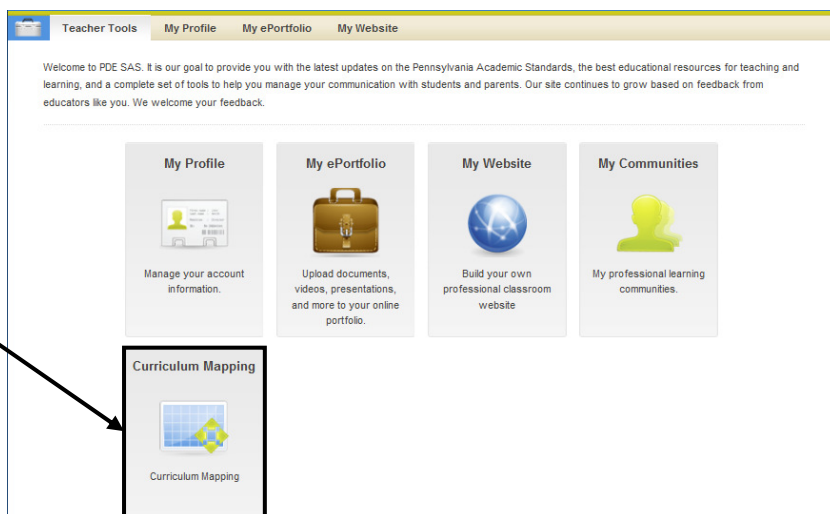 Teacher Tools My Profile My ePortfolio My Website
Welcome to PDE SAS. It is our goal to provide you with the latest updates on the Pennsylvania Academic Standards, the best educational resources for teaching and
learning, and a complete set of tools to help you manage your communication with students and parents. Our site continues to grow based on feedback from
educators like you. We welcome your feedback.
My Profile
Manage your account
information.
My ePortfolio
Upload documents,
videos, presentations,
and more to your online
portfolio.
My Website
Build your own
professional classroom
website
My Communities
My professional learning
communities.
Curriculum Mapping
Curriculum Mapping